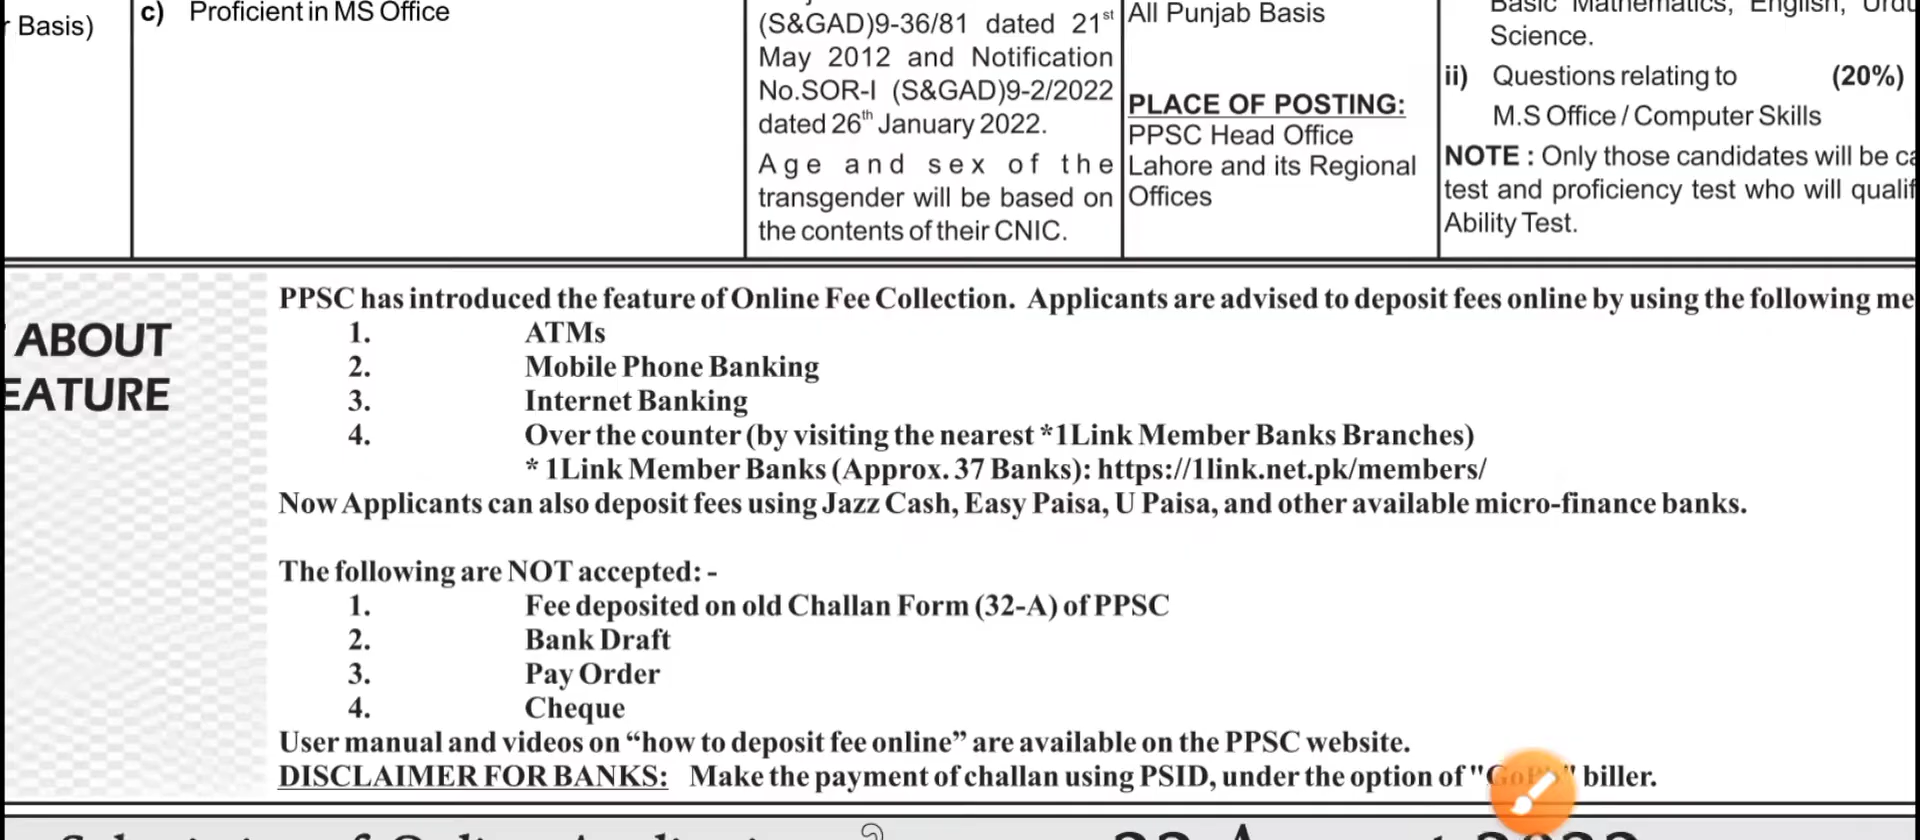 r Basis)
c) Proficient in MS Office
(S&GAD)9-36/81 dated 21st
May 2012 and Notification
No.SOR-I (S&GAD)9-2/2022
dated 26th January 2022.
Age and sex of the
transgender will be based on
the contents of their CNIC.
All Punjab Basis
PLACE OF POSTING:
PPSC Head Office
Lahore and its Regional
Offices
Basic Mathematics, English, Urdu
Science.
ii) Questions relating to (20%)
M.S Office / Computer Skills
NOTE : Only those candidates will be ca
test and proficiency test who will qualif
Ability Test.
ABOUT
EATURE
PPSC has introduced the feature of Online Fee Collection. Applicants are advised to deposit fees online by using the following me
1. ATMs
2. Mobile Phone Banking
3. Internet Banking
4. Over the counter (by visiting the nearest *1Link Member Banks Branches)
* 1Link Member Banks (Approx. 37 Banks): https://1link.net.pk/members/
Now Applicants can also deposit fees using Jazz Cash, Easy Paisa, U Paisa, and other available micro-finance banks.
The following are NOT accepted: -
1. Fee deposited on old Challan Form (32-A) of PPSC
2. Bank Draft
3. Pay Order
4. Cheque
User manual and videos on “how to deposit fee online” are available on the PPSC website.
DISCLAIMER FOR BANKS: Make the payment of challan using PSID, under the option of " " biller.